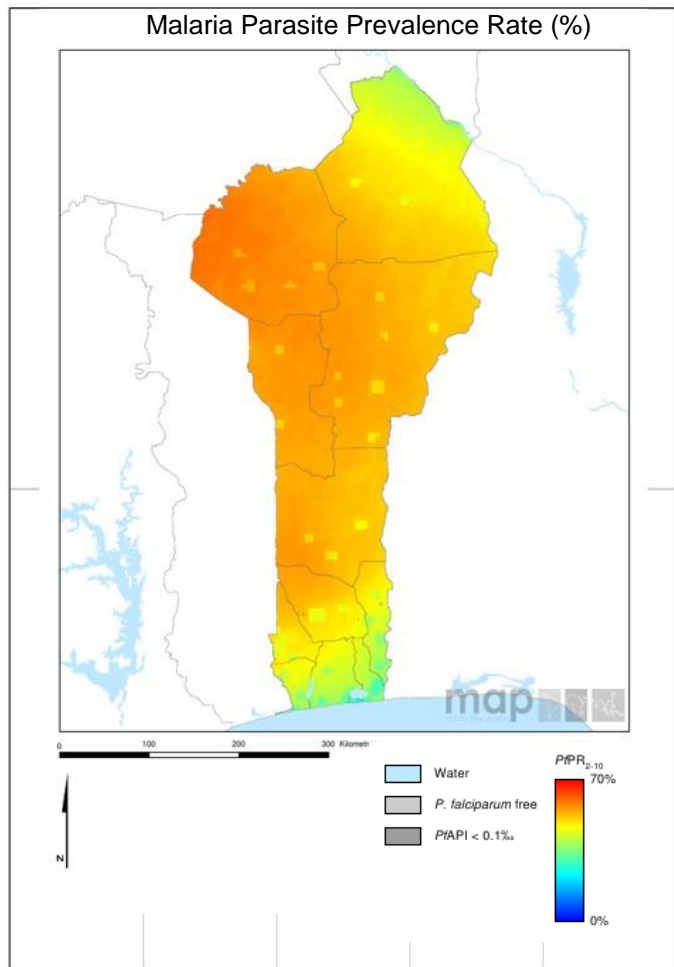 Malaria Parasite Prevalence Rate (%)
map
0 100 200 300 Kilometr
N
Water
P. falciparum free
PfAPI < 0.1‰
PfPR2-10
70%
0%